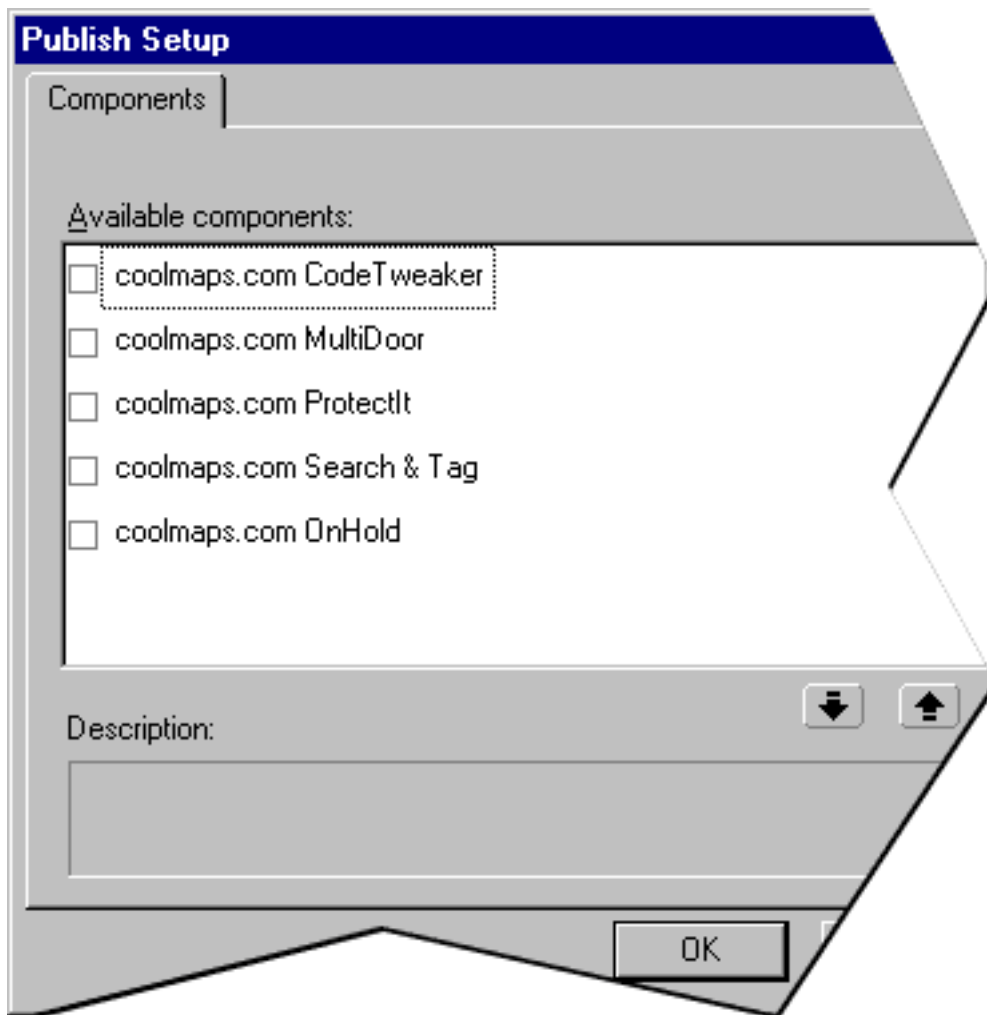 Publish Setup
Components
Available components:
coolmaps.com CodeTweaker
coolmaps.com MultiDoor
coolmaps.com ProtectIt
coolmaps.com Search & Tag
coolmaps.com OnHold
Description:
OK